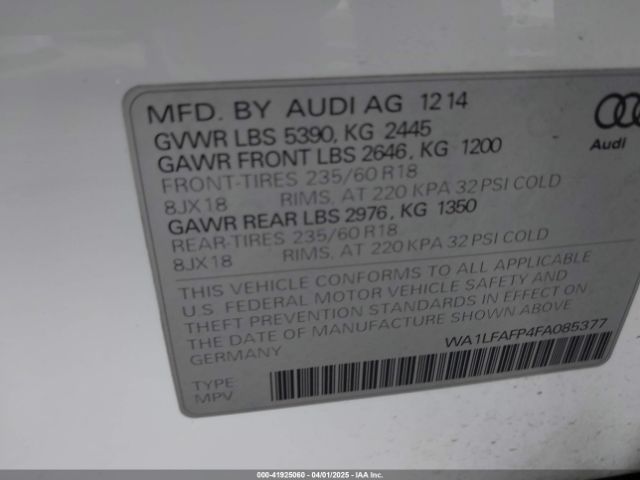 MFD. BY AUDI AG 12 14
GVWR LBS 5390, KG 2445
GAWR FRONT LBS 2646, KG 1200
FRONT-TIRES 235/60 R18
8JX18 RIMS, AT 220 KPA 32 PSI COLD
GAWR REAR LBS 2976, KG 1350
REAR-TIRES 235/60 R18
8JX18 RIMS, AT 220 KPA 32 PSI COLD
Audi
THIS VEHICLE CONFORMS TO ALL APPLICABLE
U.S. FEDERAL MOTOR VEHICLE SAFETY AND
THEFT PREVENTION STANDARDS IN EFFECT ON
THE DATE OF MANUFACTURE SHOWN ABOVE
GERMANY
WA1LFAFP4FA085377
TYPE
MPV
000-41925060 - 04/01/2025 - IAAI.com